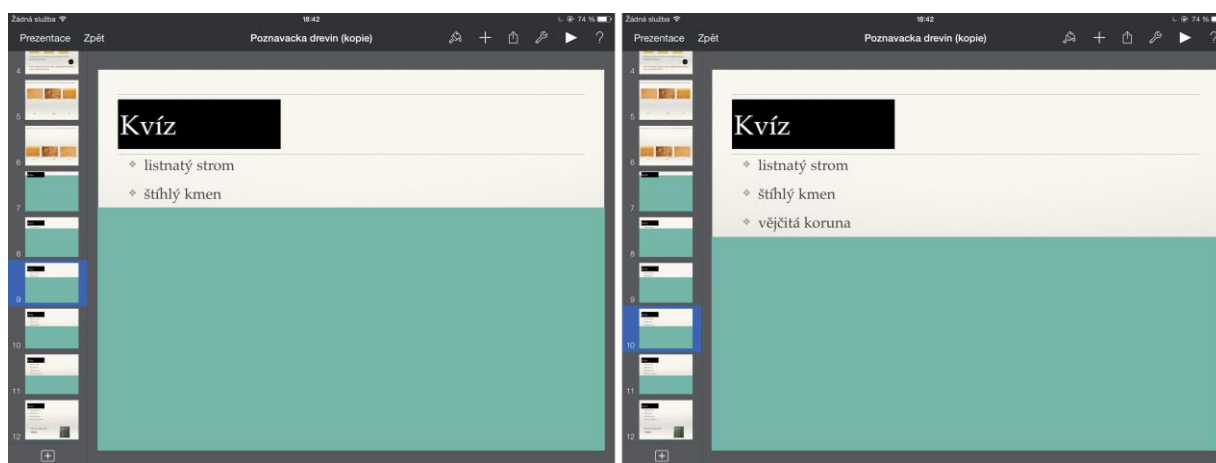 Žádná služba 18:42 74 %
Prezentace Zpět Poznavacka drevin (kopie) ?
4
5
6
7
8
9
10
11
12
Kvíz
listnatý strom
štíhlý kmen
Žádná služba 18:42 74 %
Prezentace Zpět Poznavacka drevin (kopie) ?
4
5
6
7
8
9
10
11
12
Kvíz
listnatý strom
štíhlý kmen
vějčitá koruna